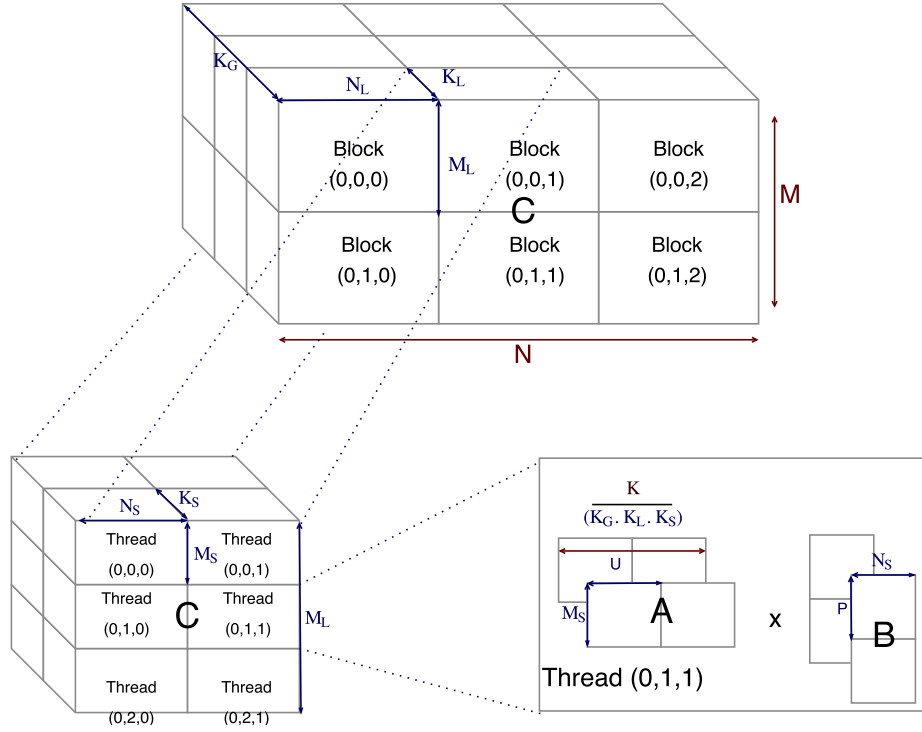 K_G
N_L
K_L
Block
(0,0,0)
M_L
Block
(0,0,1)
Block
(0,0,2)
M
C
Block
(0,1,0)
Block
(0,1,1)
Block
(0,1,2)
N
N_S
K_S
Thread
(0,0,0)
M_S
Thread
(0,0,1)
Thread
(0,1,0)
C
Thread
(0,1,1)
M_L
Thread
(0,2,0)
Thread
(0,2,1)
K
(K_G . K_L . K_S)
U
M_S
A
x
N_S
P
B
Thread (0,1,1)